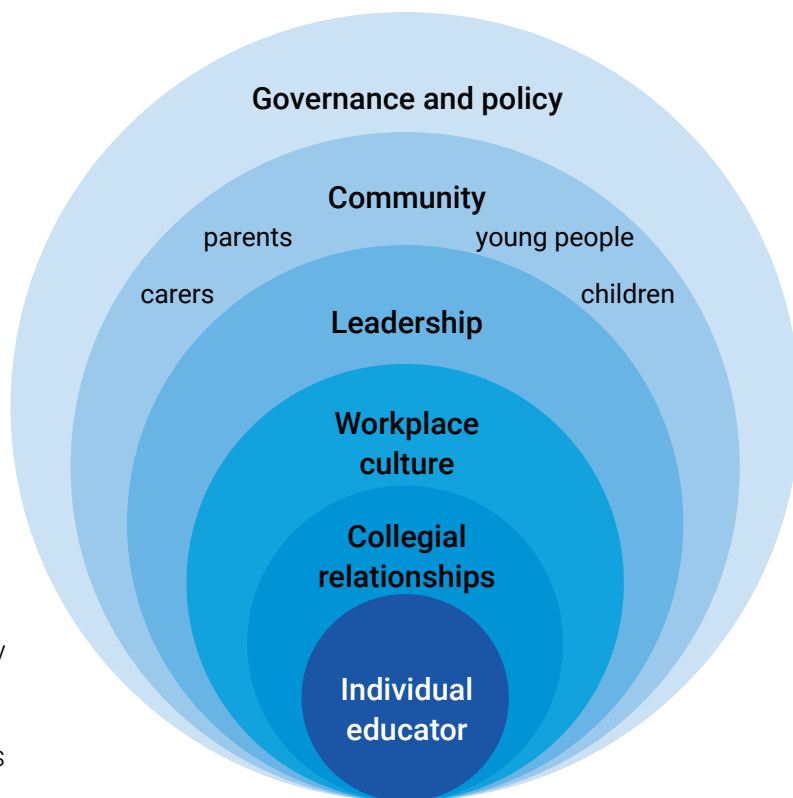 Governance and policy
Community
parents young people
carers children
Leadership
Workplace
culture
Collegial
relationships
Individual
educator